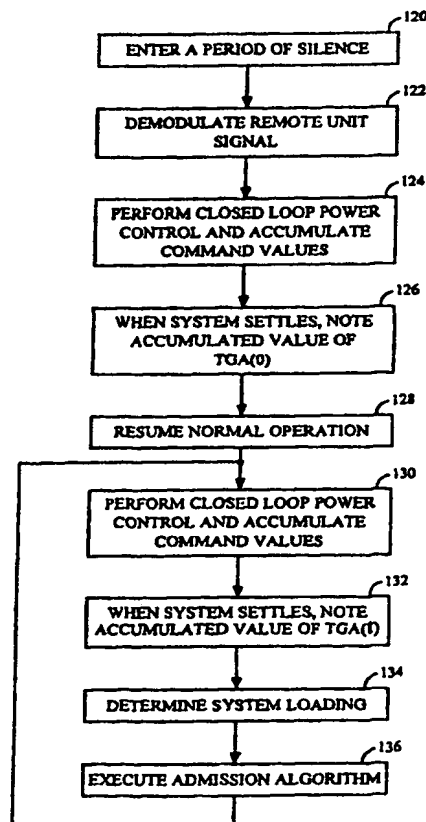 120
ENTER A PERIOD OF SILENCE
122
DEMODULATE REMOTE UNIT
SIGNAL
124
PERFORM CLOSED LOOP POWER
CONTROL AND ACCUMULATE
COMMAND VALUES
126
WHEN SYSTEM SETTLES, NOTE
ACCUMULATED VALUE OF
TGA(0)
128
RESUME NORMAL OPERATION
130
PERFORM CLOSED LOOP POWER
CONTROL AND ACCUMULATE
COMMAND VALUES
132
WHEN SYSTEM SETTLES, NOTE
ACCUMULATED VALUE OF TGA(t)
134
DETERMINE SYSTEM LOADING
136
EXECUTE ADMISSION ALGORITHM